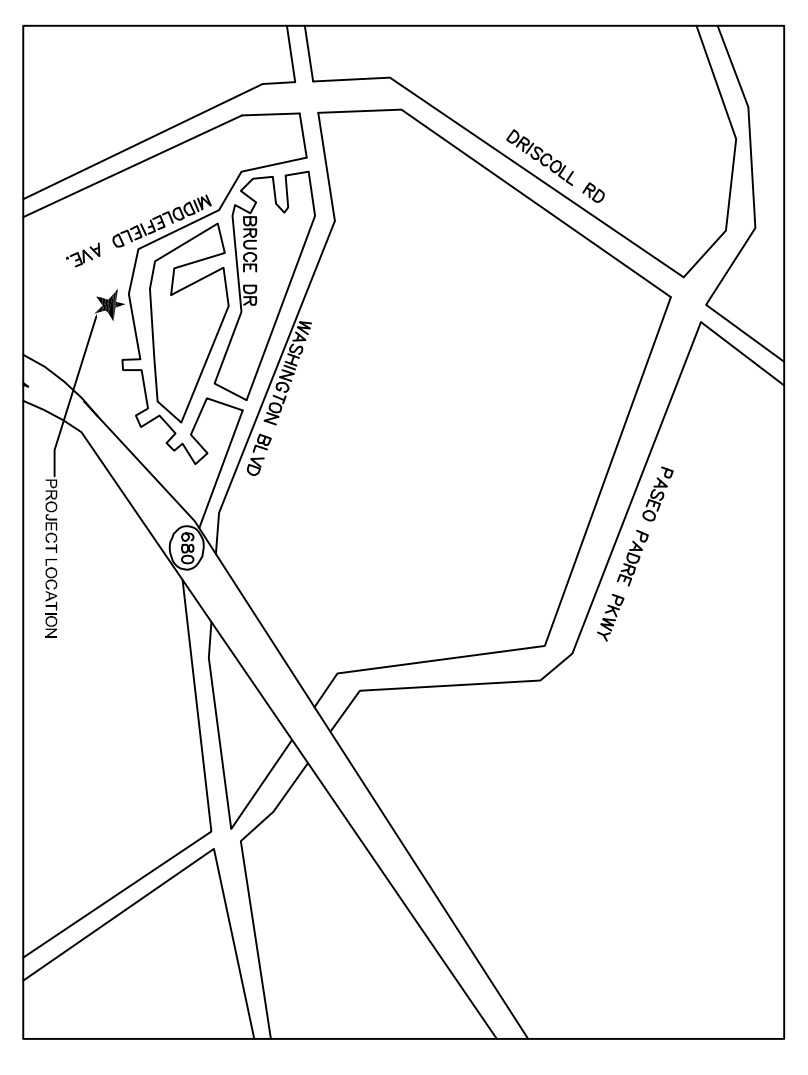 DRISCOLL RD
MIDDLEFIELD AVE.
BRUCE DR
WASHINGTON BLVD
PASEO PADRE PKWY
680
PROJECT LOCATION